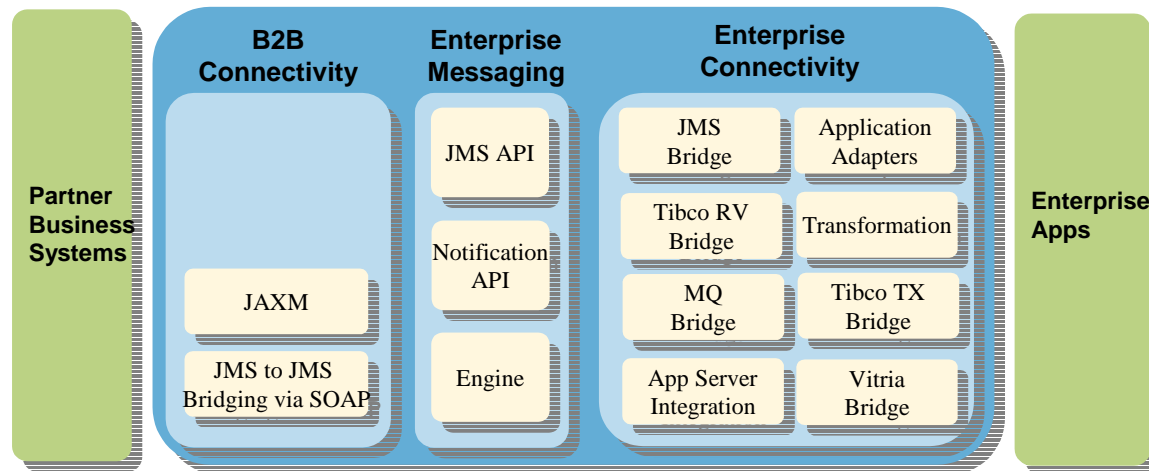 Partner
Business
Systems
B2B
Connectivity
JAXM
JMS to JMS
Bridging via SOAP
Enterprise
Messaging
JMS API
Notification
API
Engine
Enterprise
Connectivity
JMS
Bridge
Application
Adapters
Tibco RV
Bridge
Transformation
MQ
Bridge
Tibco TX
Bridge
App Server
Integration
Vitria
Bridge
Enterprise
Apps